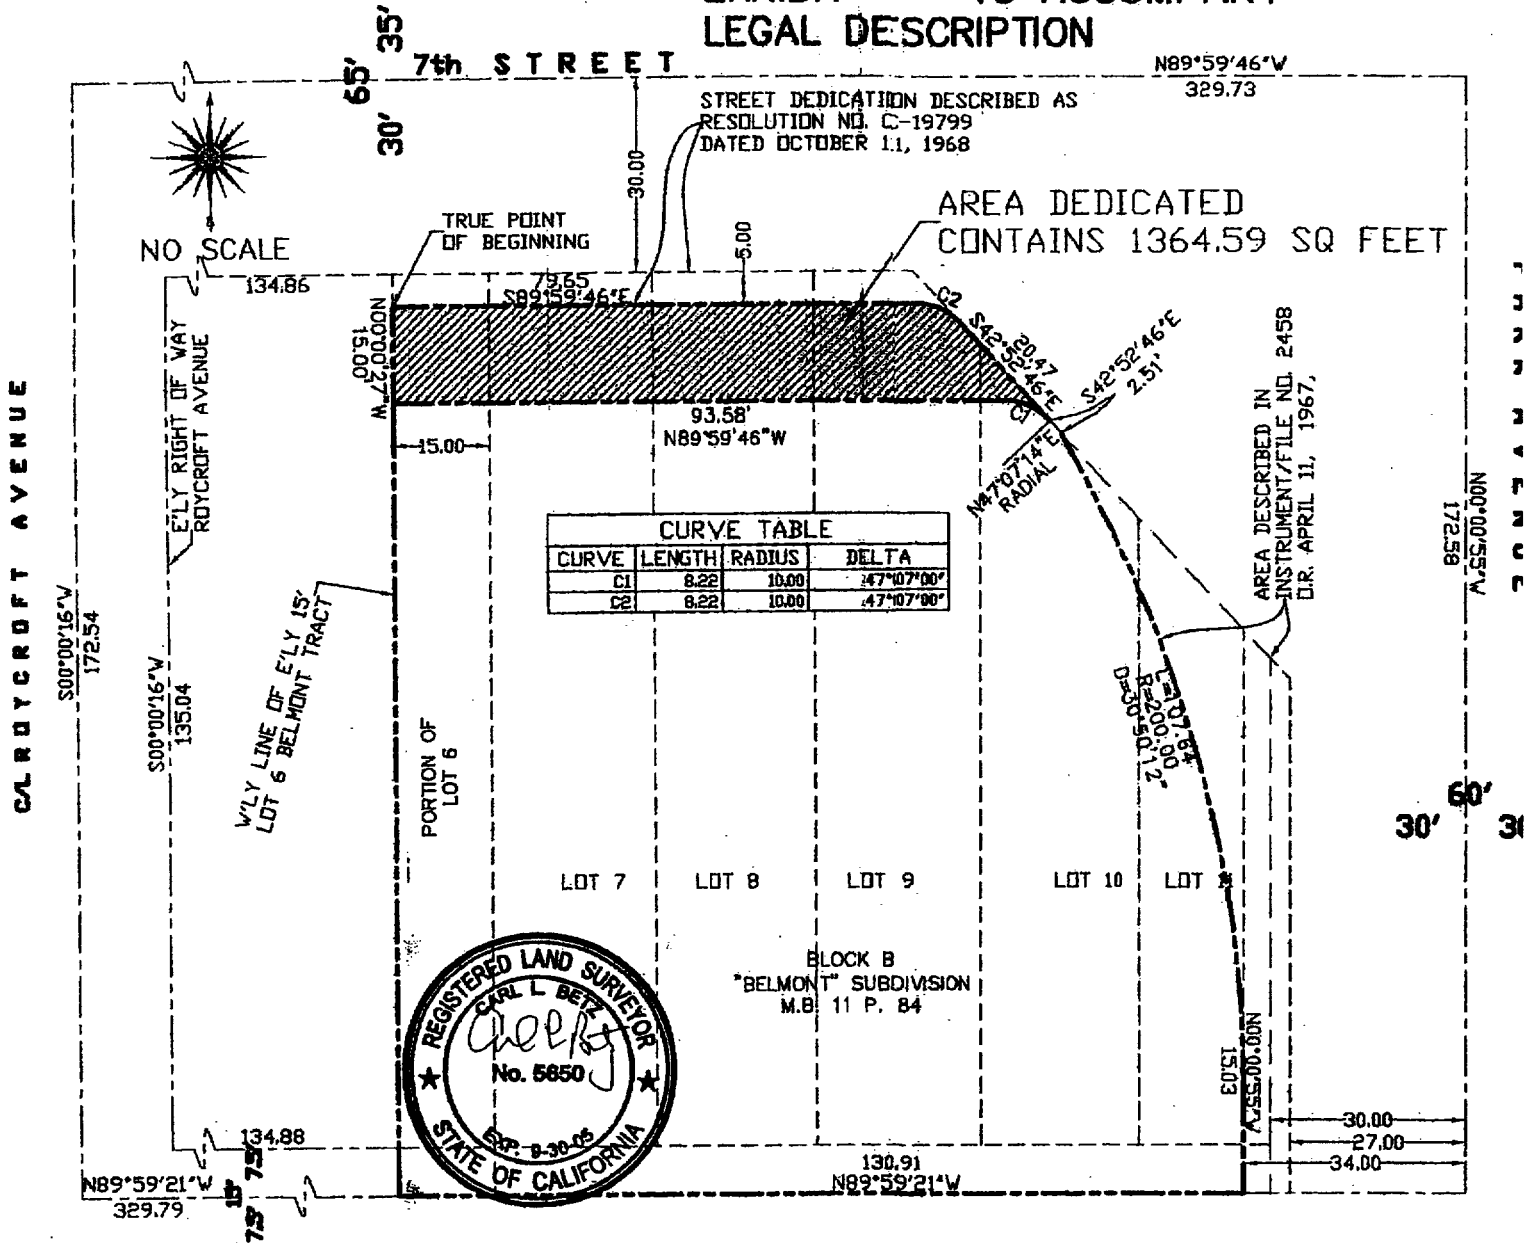 LEGAL DESCRIPTION
7th STREET
35'
65'
30'
N89°59'46"W
329.73
STREET DEDICATIION DESCRIBED AS
RESOLUTION NO. C-19799
DATED OCTOBER 11, 1968
30.00
AREA DEDICATED
CONTAINS 1364.59 SQ FEET
TRUE POINT
OF BEGINNING
5.00
NO SCALE
134.86
79.65
S89°59'46"E
C2
S42°52'46"E
20.47
S42°52'46"E
2.51'
N00°00'27"W
15.00'
E'LY RIGHT OF WAY
ROYCROFT AVENUE
C/L ROYCROFT AVENUE
93.58'
N89°59'46"W
C1
15.00
N47°07'14"E
RADIAL
AREA DESCRIBED IN
INSTRUMENT/FILE NO. 2458
O.R. APRIL 11, 1967,
N00°00'55"W
172.58
CURVE TABLE
CURVE LENGTH RADIUS DELTA
C1 8.22 10.00 47°07'00"
C2 8.22 10.00 47°07'00"
S00°00'16"W
172.54
S00°00'16"W
135.04
W'LY LINE OF E'LY 15'
LOT 6 BELMONT TRACT
L=107.64
R=200.00
D=30°50'12"
PORTION OF
LOT 6
60'
30'
LOT 7
LOT 8
LOT 9
LOT 10
LOT
BLOCK B
"BELMONT" SUBDIVISION
M.B 11 P. 84
REGISTERED LAND SURVEYOR
CARL L. BETZ
No. 5650
EXP. 9-30-05
STATE OF CALIFORNIA
N00°00'55"W
15.03
30.00
27.00
34.00
134.88
N89°59'21"W
329.79
75'
75'
130.91
N89°59'21"W